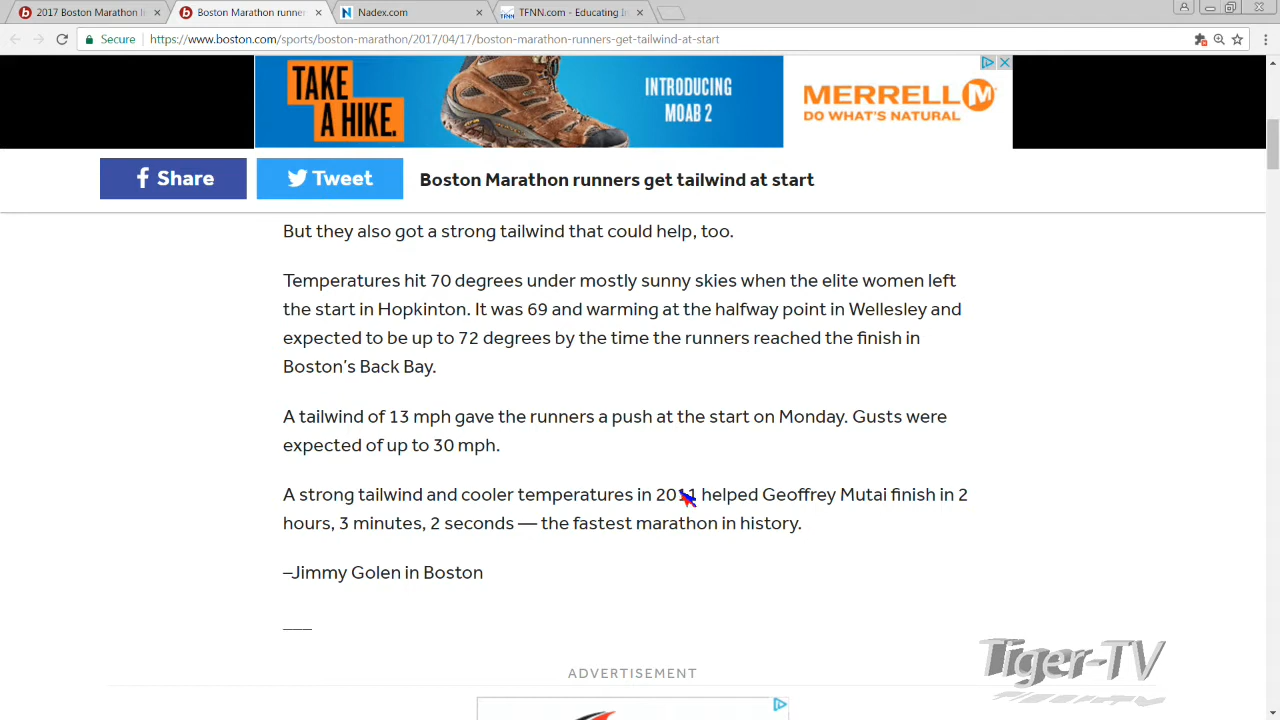 2017 Boston Marathon
Boston Marathon runner
Nadex.com
TFNN.com - Educating I
Secure
https://www.boston.com/sports/boston-marathon/2017/04/17/boston-marathon-runners-get-tailwind-at-start
TAKE
A HIKE.
INTRODUCING
MOAB 2
MERRELL
DO WHAT'S NATURAL
Share
Tweet
Boston Marathon runners get tailwind at start
But they also got a strong tailwind that could help, too.
Temperatures hit 70 degrees under mostly sunny skies when the elite women left
the start in Hopkinton. It was 69 and warming at the halfway point in Wellesley and
expected to be up to 72 degrees by the time the runners reached the finish in
Boston's Back Bay.
A tailwind of 13 mph gave the runners a push at the start on Monday. Gusts were
expected of up to 30 mph.
A strong tailwind and cooler temperatures in 2011 helped Geoffrey Mutai finish in 2
hours, 3 minutes, 2 seconds — the fastest marathon in history.
–Jimmy Golen in Boston
___
ADVERTISEMENT
Tiger-TV